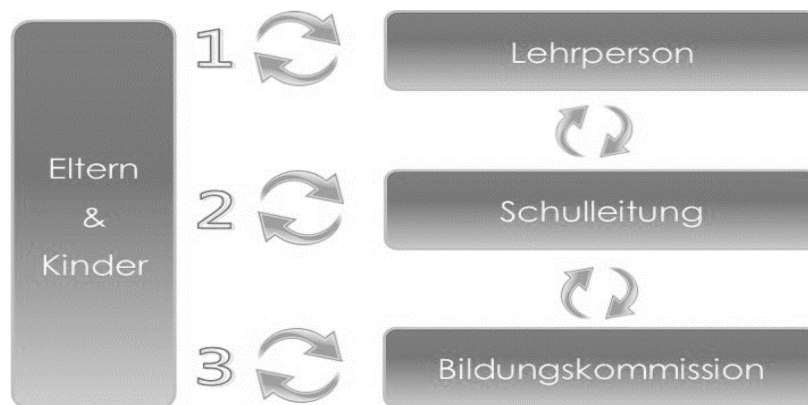 Eltern
&
Kinder
1
Lehrperson
2
Schulleitung
3
Bildungskommission